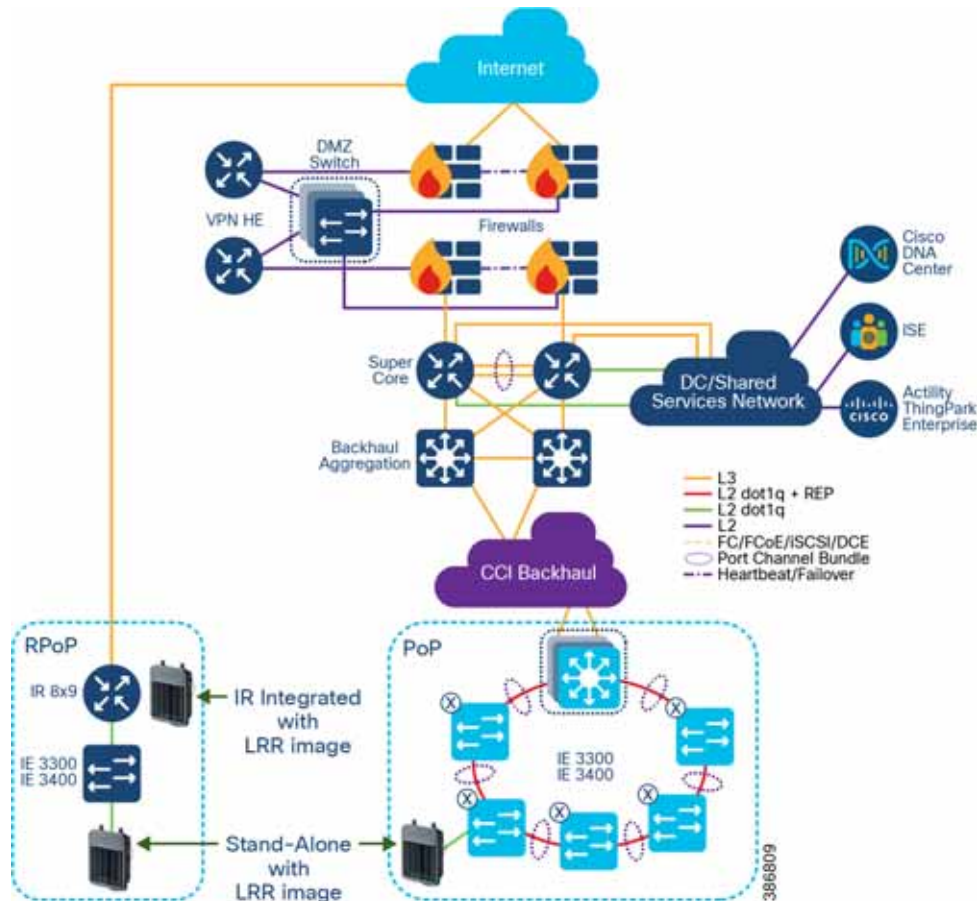 Internet
DMZ
Switch
VPN HE
Firewalls
Cisco
DNA
Center
ISE
Super
Core
DC/Shared
Services Network
CISCO
Actility
ThingPark
Enterprise
Backhaul
Aggregation
L3
L2 dot1q + REP
L2 dot1q
L2
FC/FCoE/iSCSI/DCE
Port Channel Bundle
Heartbeat/Failover
CCI Backhaul
RPoP
PoP
IR 8x9
IR Integrated
with
LRR image
X
X
X
X
X
IE 3300
IE 3400
IE 3300
IE 3400
Stand-Alone
with
LRR image
386809